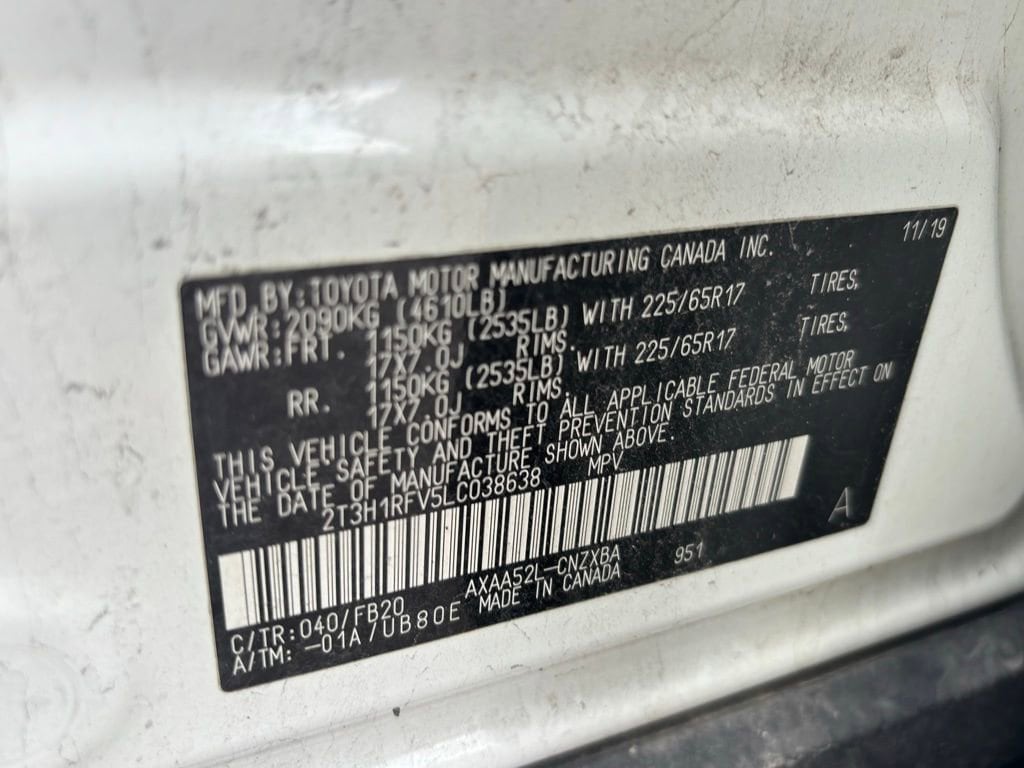 11/19
MFD. BY: TOYOTA MOTOR MANUFACTURING CANADA INC.
GVWR: 2090KG (4610LB)
GAWR: FRT. 1150KG (2535LB) WITH 225/65R17 TIRES,
17X7.0J RIMS.
RR. 1150KG (2535LB) WITH 225/65R17 TIRES,
17X7.0J RIMS.
THIS VEHICLE CONFORMS TO ALL APPLICABLE FEDERAL MOTOR
VEHICLE SAFETY AND THEFT PREVENTION STANDARDS IN EFFECT ON
THE DATE OF MANUFACTURE SHOWN ABOVE.
2T3H1RFV5LC038638 MPV
C/TR: 040/FB20 AXAA52L-CNZXBA 951 A
A/TM: -01A/UB80E MADE IN CANADA